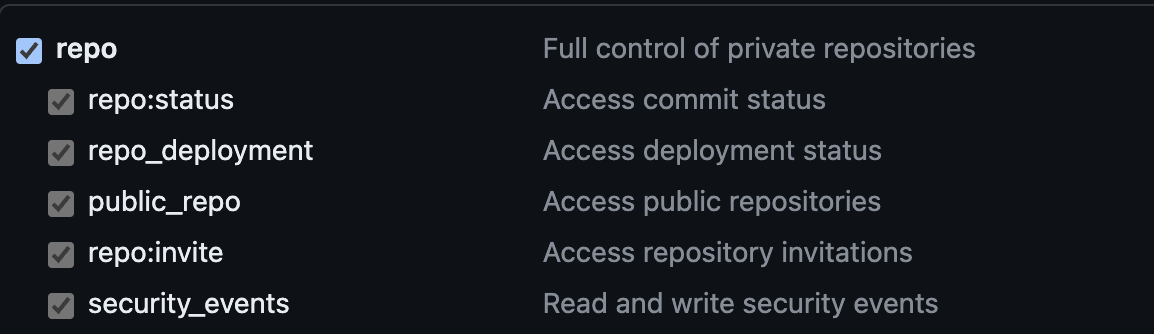 repo Full control of private repositories
repo:status Access commit status
repo_deployment Access deployment status
public_repo Access public repositories
repo:invite Access repository invitations
security_events Read and write security events